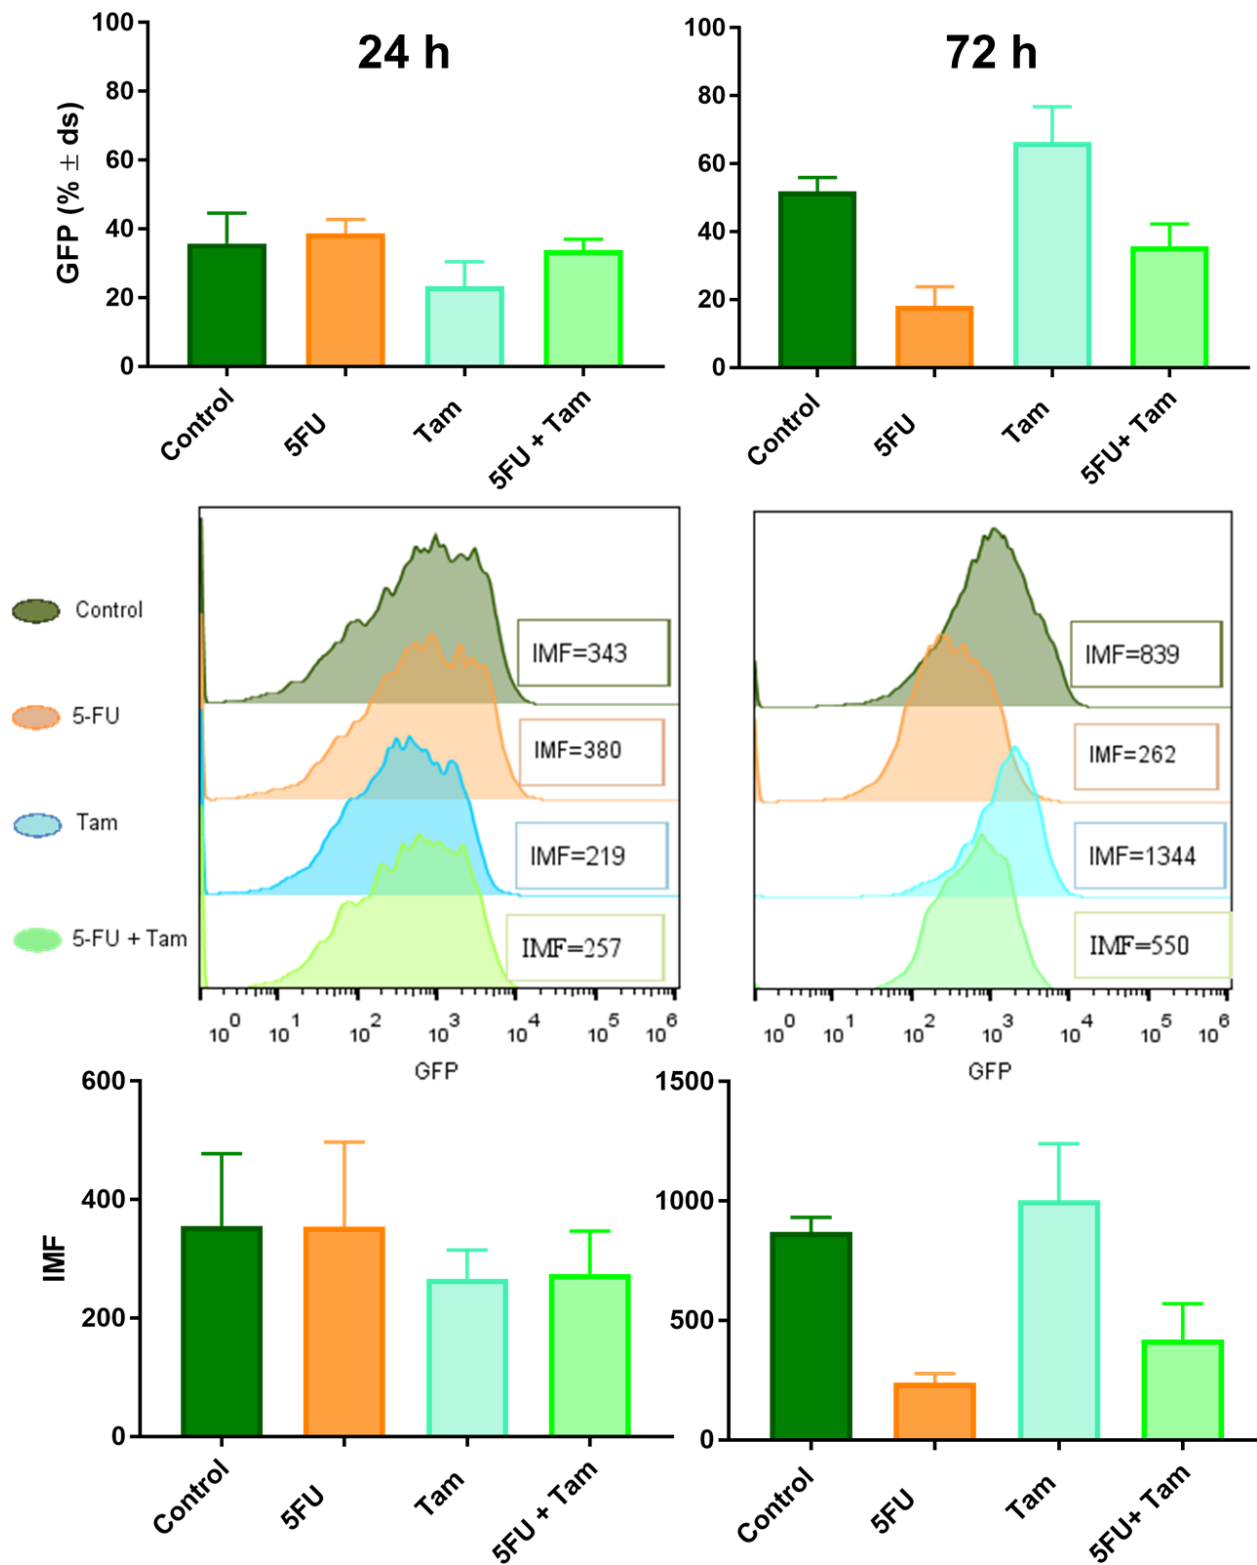 24 h
72 h
GFP (% ± ds)
100
80
60
40
20
0
Control
5FU
Tam
5FU + Tam
100
80
60
40
20
0
Control
5FU
Tam
5FU+ Tam
Control
5-FU
Tam
5-FU + Tam
IMF=343
IMF=380
IMF=219
IMF=257
10^0 10^1 10^2 10^3 10^4 10^5 10^6
GFP
IMF=839
IMF=262
IMF=1344
IMF=550
10^0 10^1 10^2 10^3 10^4 10^5 10^6
GFP
IMF
600
400
200
0
Control
5FU
Tam
5FU + Tam
1500
1000
500
0
Control
5FU
Tam
5FU+ Tam